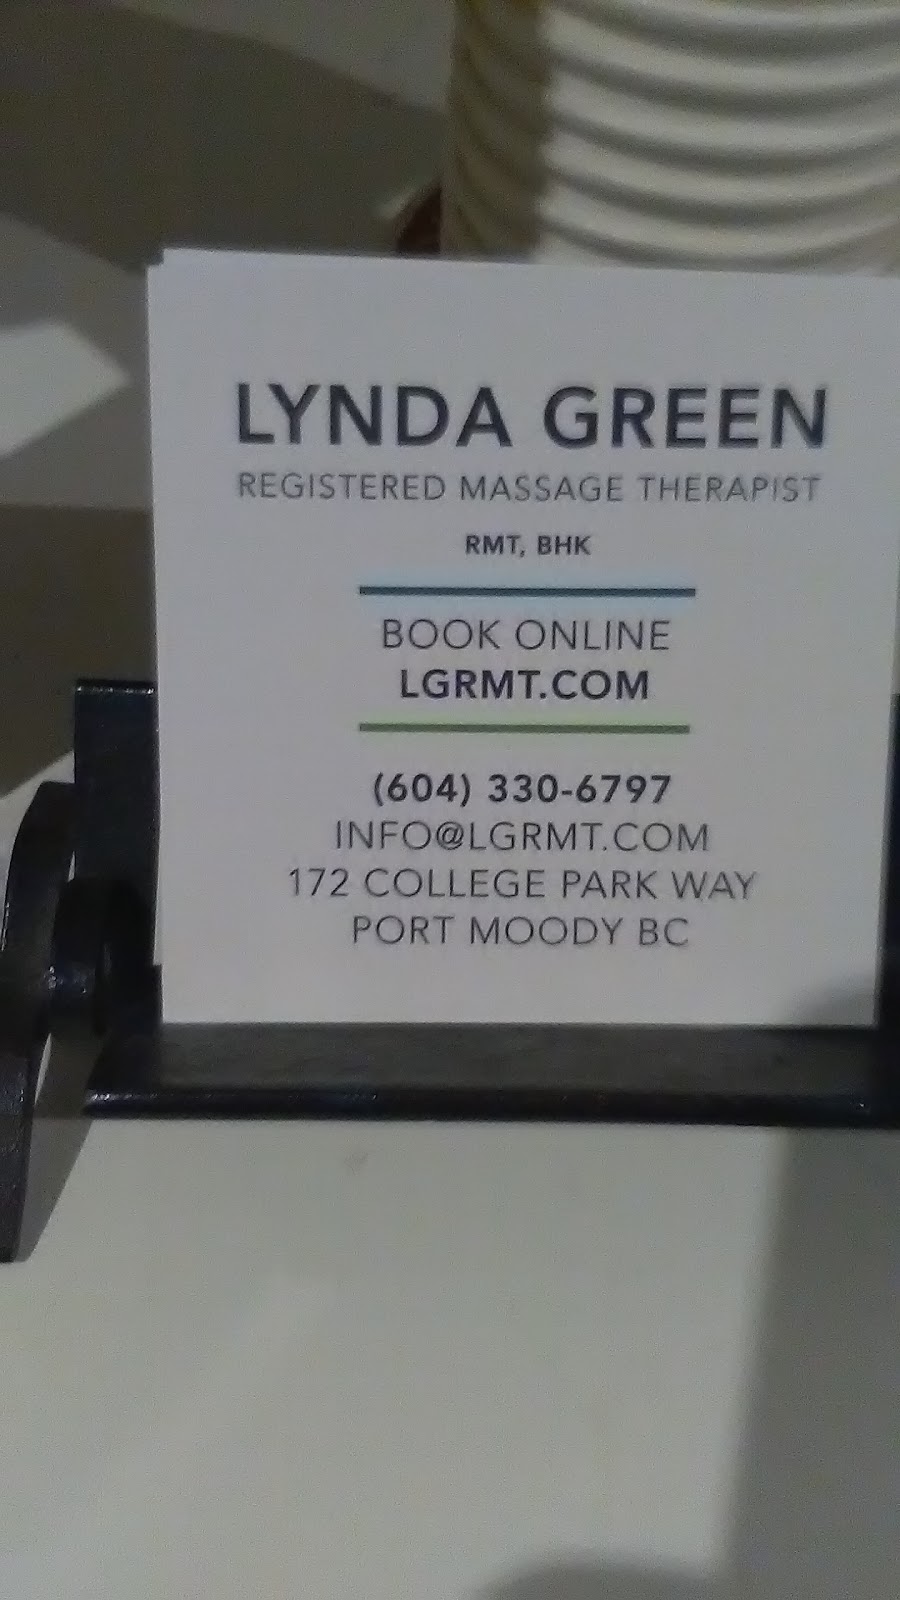 LYNDA GREEN
REGISTERED MASSAGE THERAPIST
RMT, BHK
BOOK ONLINE
LGRMT.COM
(604) 330-6797
INFO@LGRMT.COM
172 COLLEGE PARK WAY
PORT MOODY BC